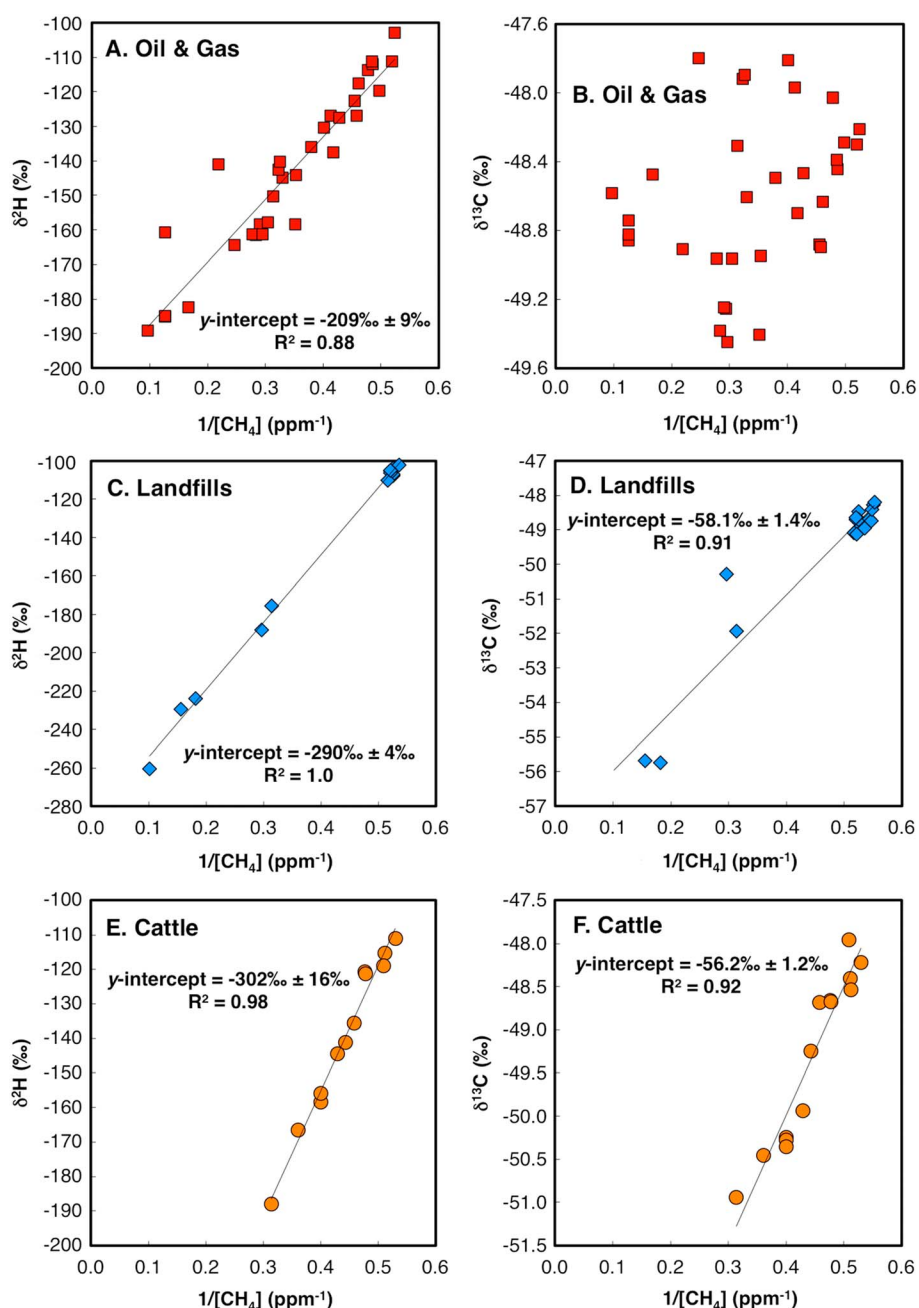 A. Oil & Gas
-100
-110
-120
-130
-140
-150
-160
-170
-180
-190
-200
δ²H (‰)
y-intercept = -209‰ ± 9‰
R² = 0.88
0.0 0.1 0.2 0.3 0.4 0.5 0.6
1/[CH₄] (ppm⁻¹)
B. Oil & Gas
-47.6
-48.0
-48.4
-48.8
-49.2
-49.6
δ¹³C (‰)
0.0 0.1 0.2 0.3 0.4 0.5 0.6
1/[CH₄] (ppm⁻¹)
C. Landfills
-100
-120
-140
-160
-180
-200
-220
-240
-260
-280
δ²H (‰)
y-intercept = -290‰ ± 4‰
R² = 1.0
0.0 0.1 0.2 0.3 0.4 0.5 0.6
1/[CH₄] (ppm⁻¹)
D. Landfills
-47
-48
-49
-50
-51
-52
-53
-54
-55
-56
-57
δ¹³C (‰)
y-intercept = -58.1‰ ± 1.4‰
R² = 0.91
0.0 0.1 0.2 0.3 0.4 0.5 0.6
1/[CH₄] (ppm⁻¹)
E. Cattle
-100
-110
-120
-130
-140
-150
-160
-170
-180
-190
-200
δ²H (‰)
y-intercept = -302‰ ± 16‰
R² = 0.98
0.0 0.1 0.2 0.3 0.4 0.5 0.6
1/[CH₄] (ppm⁻¹)
F. Cattle
-47.5
-48.0
-48.5
-49.0
-49.5
-50.0
-50.5
-51.0
-51.5
δ¹³C (‰)
y-intercept = -56.2‰ ± 1.2‰
R² = 0.92
0.0 0.1 0.2 0.3 0.4 0.5 0.6
1/[CH₄] (ppm⁻¹)